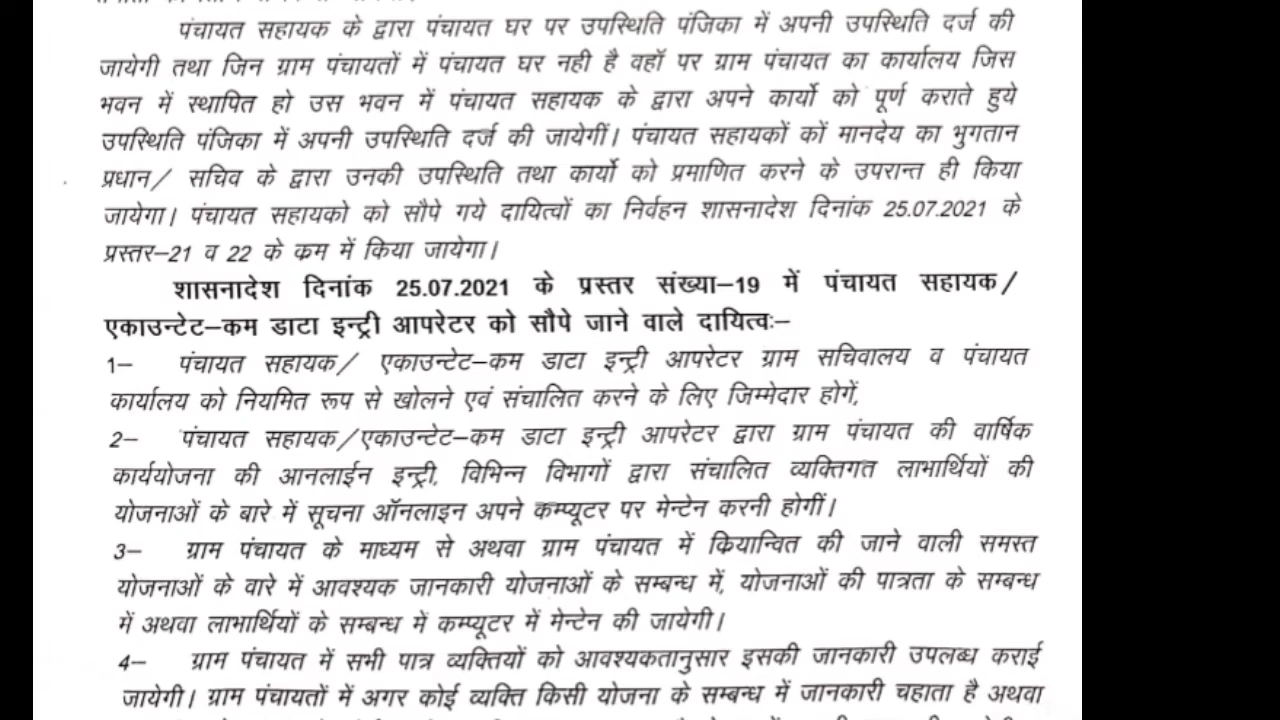 पंचायत सहायक के द्वारा पंचायत घर पर उपस्थिति पंजिका में अपनी उपस्थिति दर्ज की
जायेगी तथा जिन ग्राम पंचायतों में पंचायत घर नही है वहॉ पर ग्राम पंचायत का कार्यालय जिस
भवन में स्थापित हो उस भवन में पंचायत सहायक के द्वारा अपने कार्यो को पूर्ण कराते हुये
उपस्थिति पंजिका में अपनी उपस्थिति दर्ज की जायेगीं। पंचायत सहायकों कों मानदेय का भुगतान
प्रधान/ सचिव के द्वारा उनकी उपस्थिति तथा कार्यो को प्रमाणित करने के उपरान्त ही किया
जायेगा। पंचायत सहायको को सौपे गये दायित्वों का निर्वहन शासनादेश दिनांक 25.07.2021 के
प्रस्तर–21 व 22 के कम में किया जायेगा।
शासनादेश दिनांक 25.07.2021 के प्रस्तर संख्या–19 में पंचायत सहायक/
एकाउन्टेट–कम डाटा इन्ट्री आपरेटर को सौपे जाने वाले दायित्वः–
1– पंचायत सहायक/ एकाउन्टेट–कम डाटा इन्ट्री आपरेटर ग्राम सचिवालय व पंचायत
कार्यालय को नियमित रूप से खोलने एवं संचालित करने के लिए जिम्मेदार होगें,
2– पंचायत सहायक/एकाउन्टेट–कम डाटा इन्ट्री आपरेटर द्वारा ग्राम पंचायत की वार्षिक
कार्ययोजना की आनलाईन इन्ट्री, विभिन्न विभागों द्वारा संचालित व्यक्तिगत लाभार्थियों की
योजनाओं के बारे में सूचना ऑनलाइन अपने कम्प्यूटर पर मेन्टेन करनी होगीं।
3– ग्राम पंचायत के माध्यम से अथवा ग्राम पंचायत में कियान्वित की जाने वाली समस्त
योजनाओं के वारे में आवश्यक जानकारी योजनाओं के सम्बन्ध में, योजनाओं की पात्रता के सम्बन्ध
में अथवा लाभार्थियों के सम्बन्ध में कम्प्यूटर में मेन्टेन की जायेगी।
4– ग्राम पंचायत में सभी पात्र व्यक्तियों को आवश्यकतानुसार इसकी जानकारी उपलब्ध कराई
जायेगी। ग्राम पंचायतों में अगर कोई व्यक्ति किसी योजना के सम्बन्ध में जानकारी चहाता है अथवा